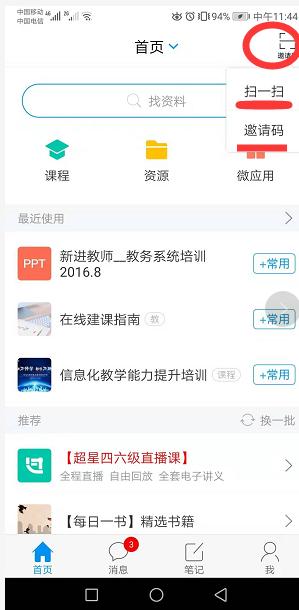 中国移动
中国电信
94% 中午11:44
首页
邀请
扫一扫
邀请码
找资料
课程
资源
微应用
最近使用
PPT
新进教师__教务系统培训
2016.8
+常用
在线建课指南 教
+常用
信息化教学能力提升培训 课程
+常用
推荐
换一批
【超星四六级直播课】
全程直播 自由回放 全套电子讲义
【每日一书】精选书籍
3
首页
消息
笔记
我